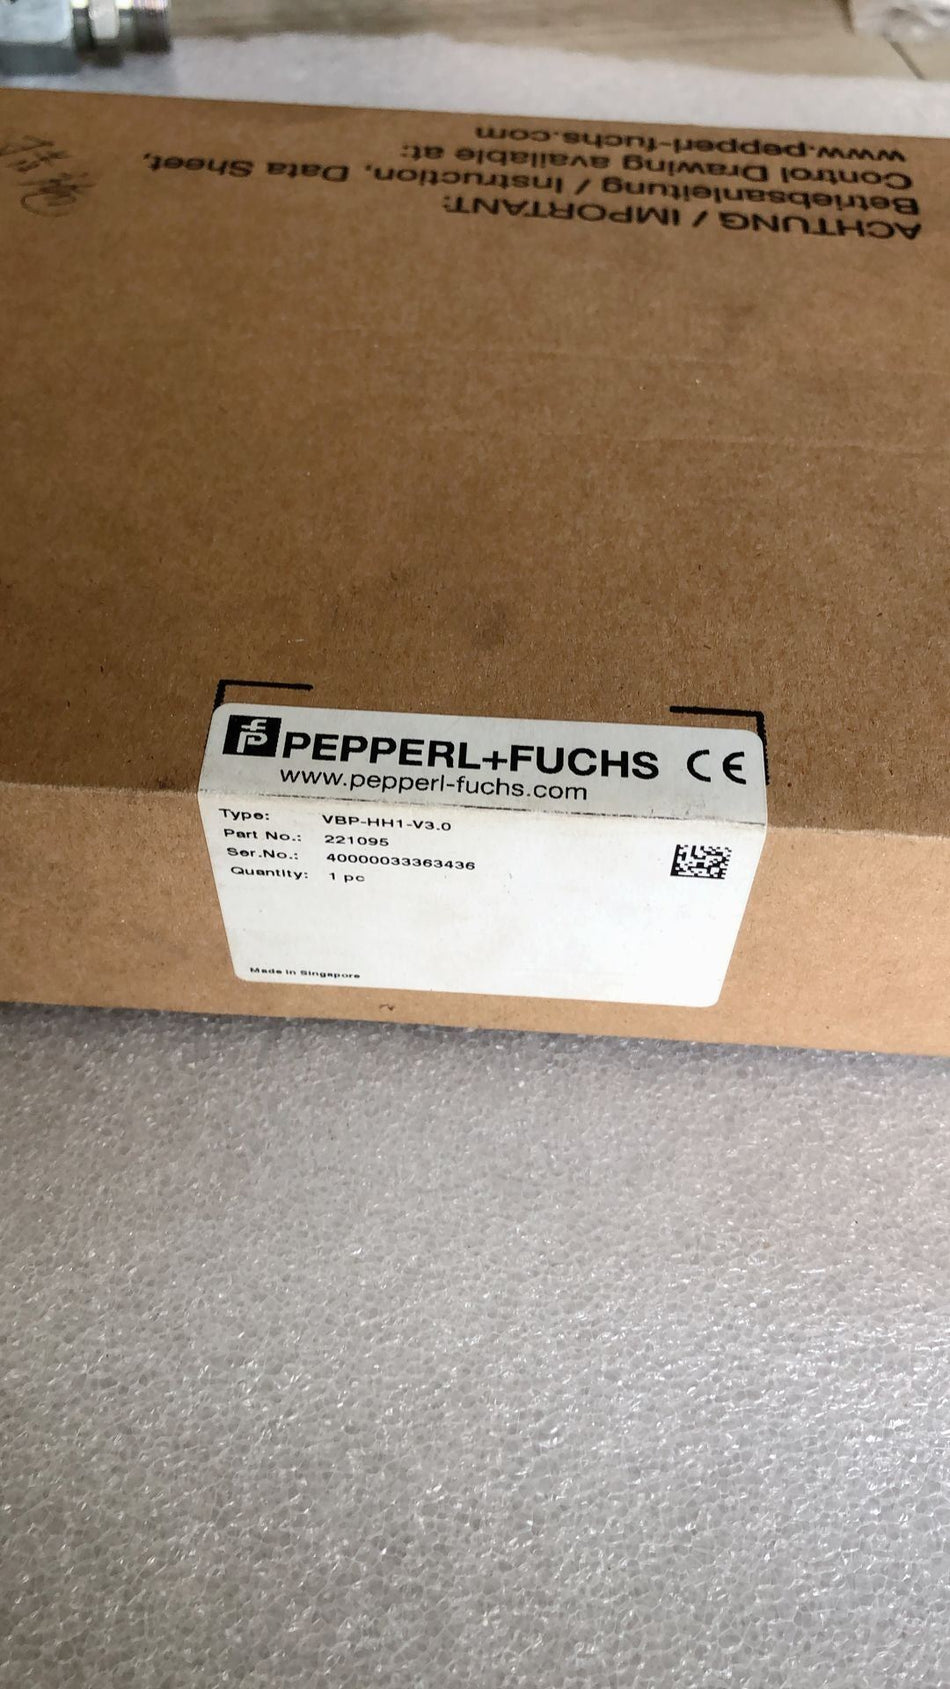 ACHTUNG / IMPORTANT:
Betriebsanleitung / Instruction, Data Sheet,
Control Drawing available at:
www.pepperl-fuchs.com
PEPPERL+FUCHS CE
www.pepperl-fuchs.com
Type: VBP-HH1-V3.0
Part No.: 221095
Ser.No.: 40000033363436
Quantity: 1 pc
Made in Singapore